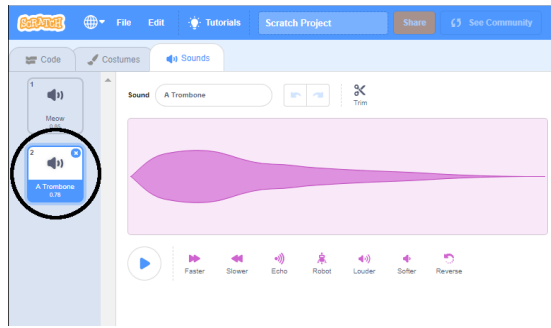 SCRATCH File Edit Tutorials Scratch Project Share See Community
Code Costumes Sounds
1
Meow
2
A Trombone
0.76
Sound A Trombone Trim
Faster Slower Echo Robot Louder Softer Reverse